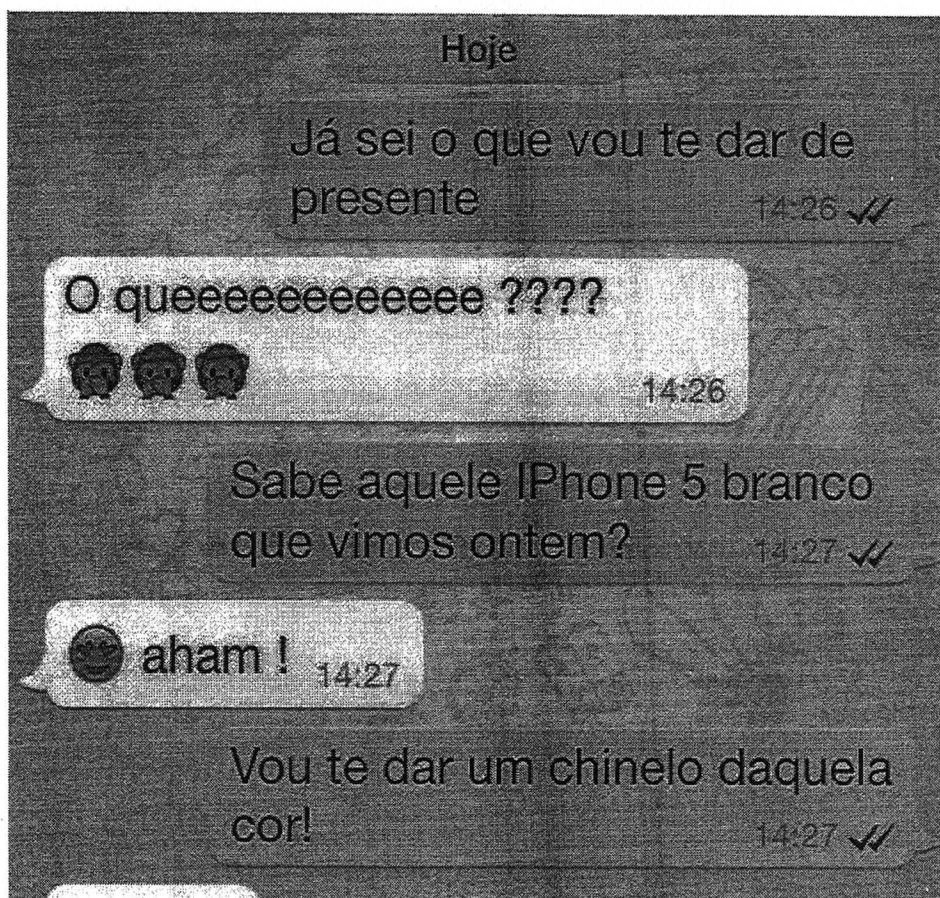 Hoje
Já sei o que vou te dar de
presente
14:26
O queeeeeeeeeeeee ????
14:26
Sabe aquele IPhone 5 branco
que vimos ontem?
14:27
aham !
14:27
Vou te dar um chinelo daquela
cor!
14:27